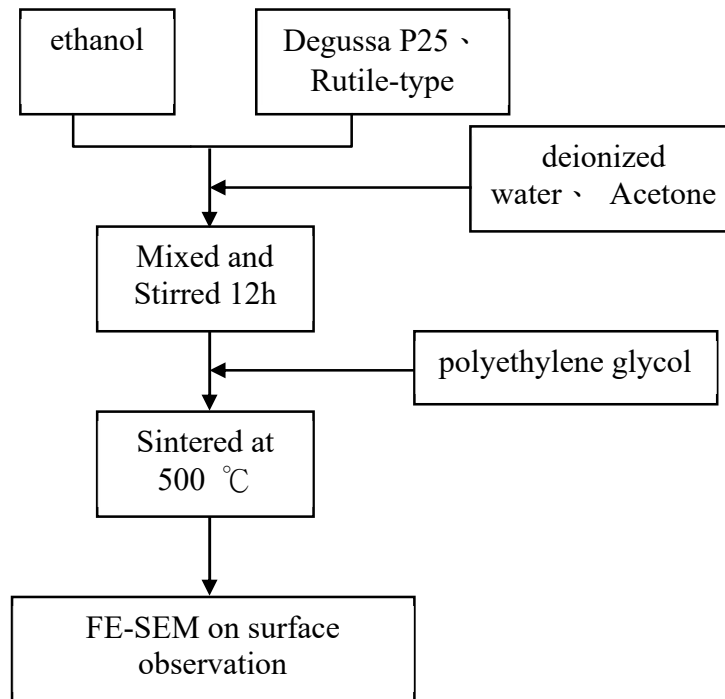 ethanol
Degussa P25、
Rutile-type
deionized
water、 Acetone
Mixed and
Stirred 12h
polyethylene glycol
Sintered at
500 ℃
FE-SEM on surface
observation